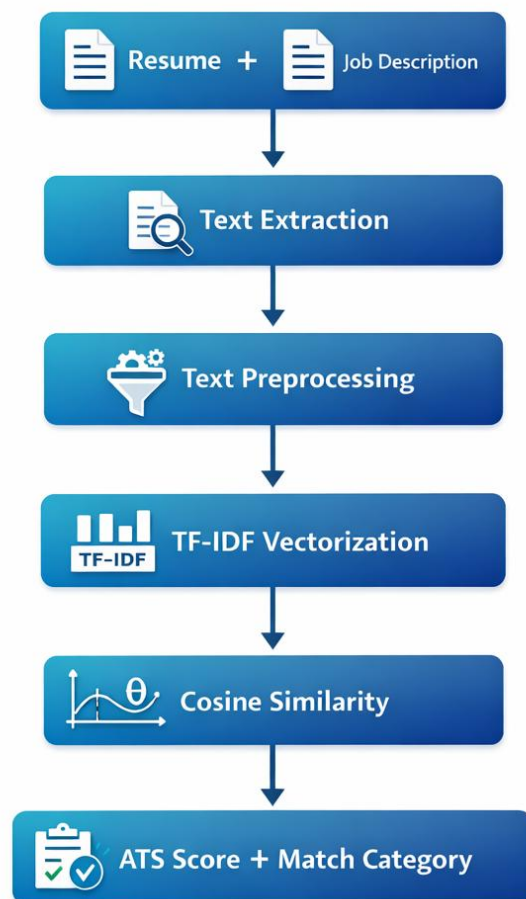 Resume + Job Description
Text Extraction
Text Preprocessing
TF-IDF
TF-IDF Vectorization
θ
Cosine Similarity
ATS Score + Match Category